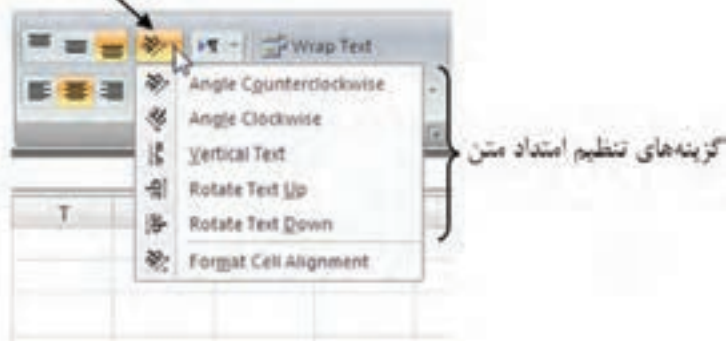 Wrap Text
Angle Counterclockwise
Angle Clockwise
Vertical Text
Rotate Text Up
Rotate Text Down
Format Cell Alignment
گزینه‌های تنظیم امتداد متن
T